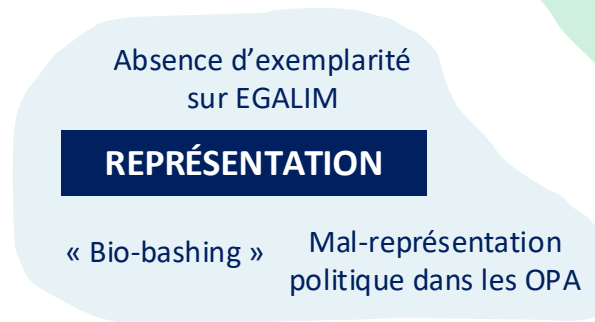 Absence d’exemplarité
sur EGALIM
REPRÉSENTATION
« Bio-bashing »
Mal-représentation
politique dans les OPA